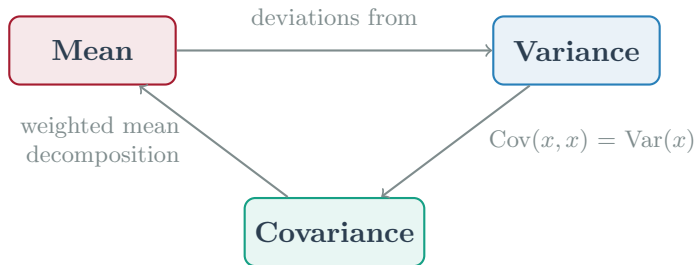 deviations from
Mean
Variance
weighted mean
decomposition
Cov(x, x) = Var(x)
Covariance